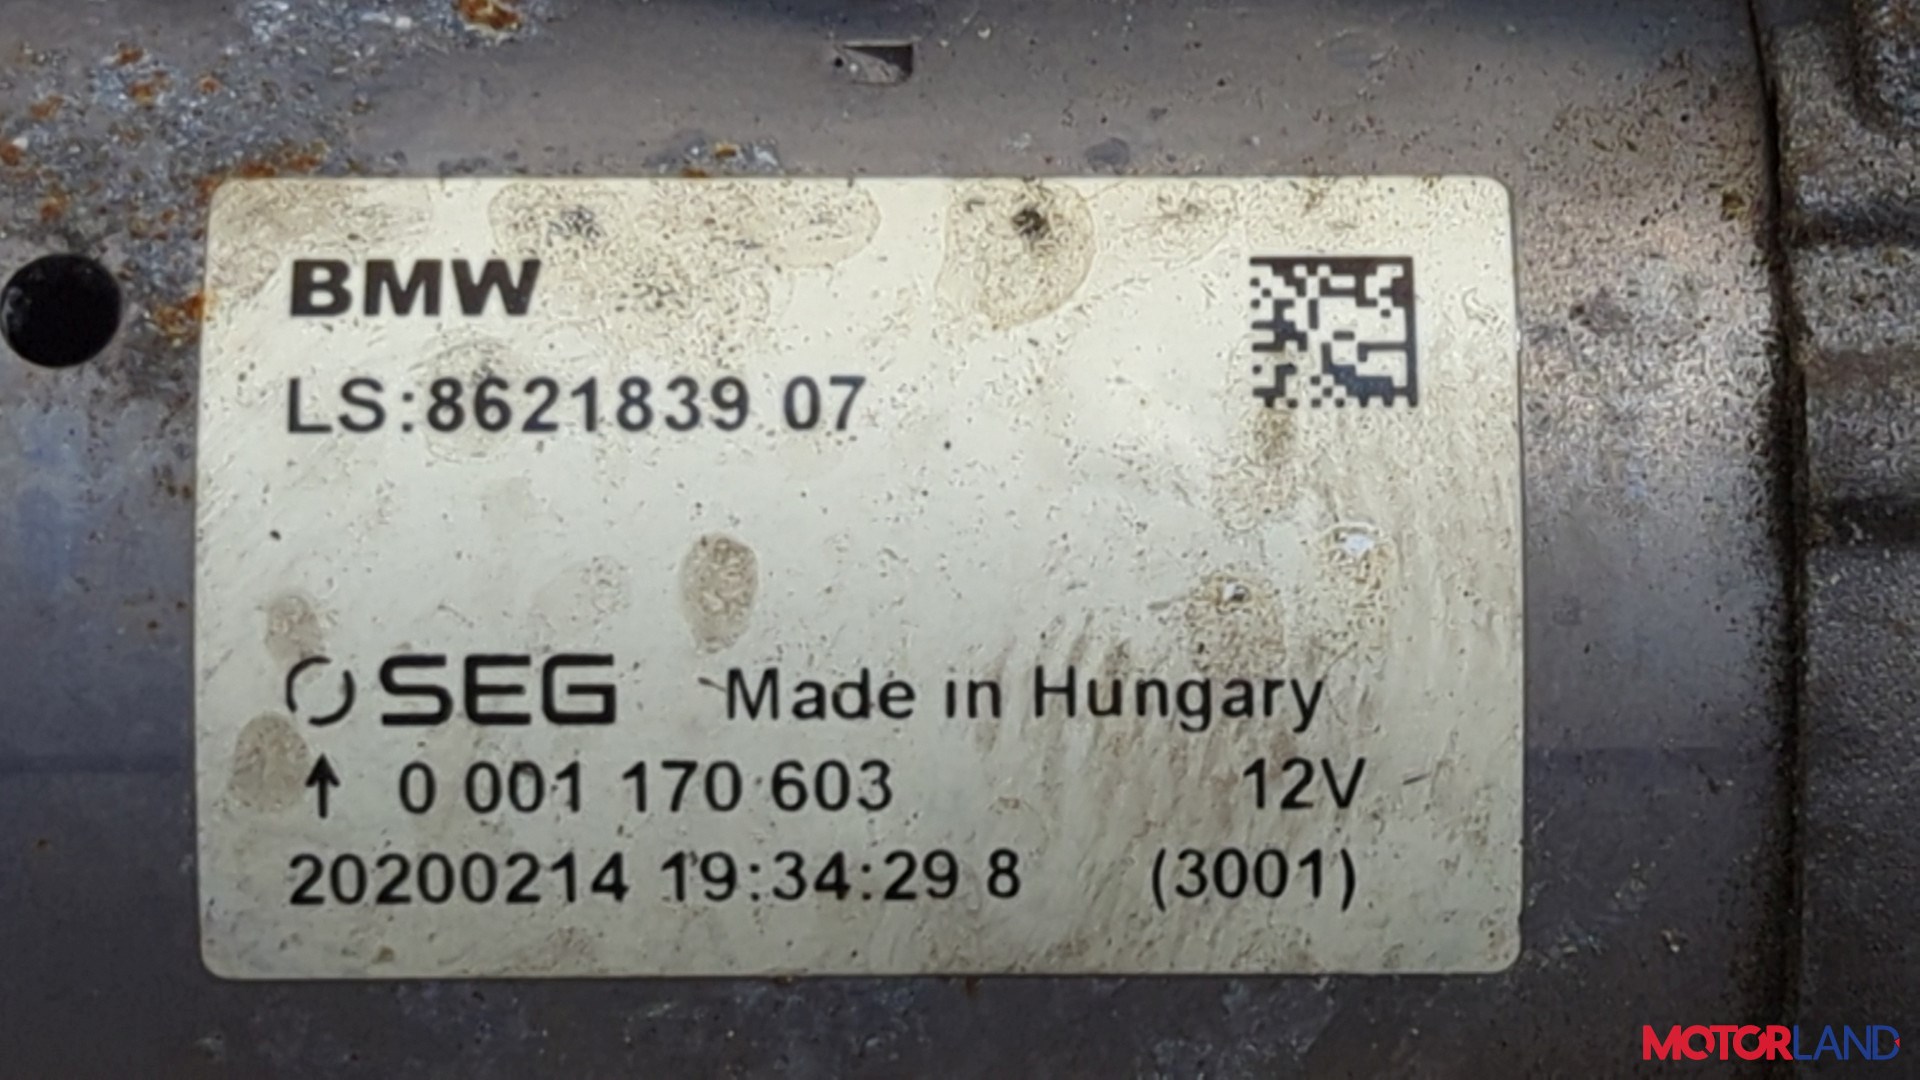 BMW
LS:8621839 07
SEG Made in Hungary
↑ 0 001 170 603 12V
20200214 19:34:29 8 (3001)
MOTORLAND